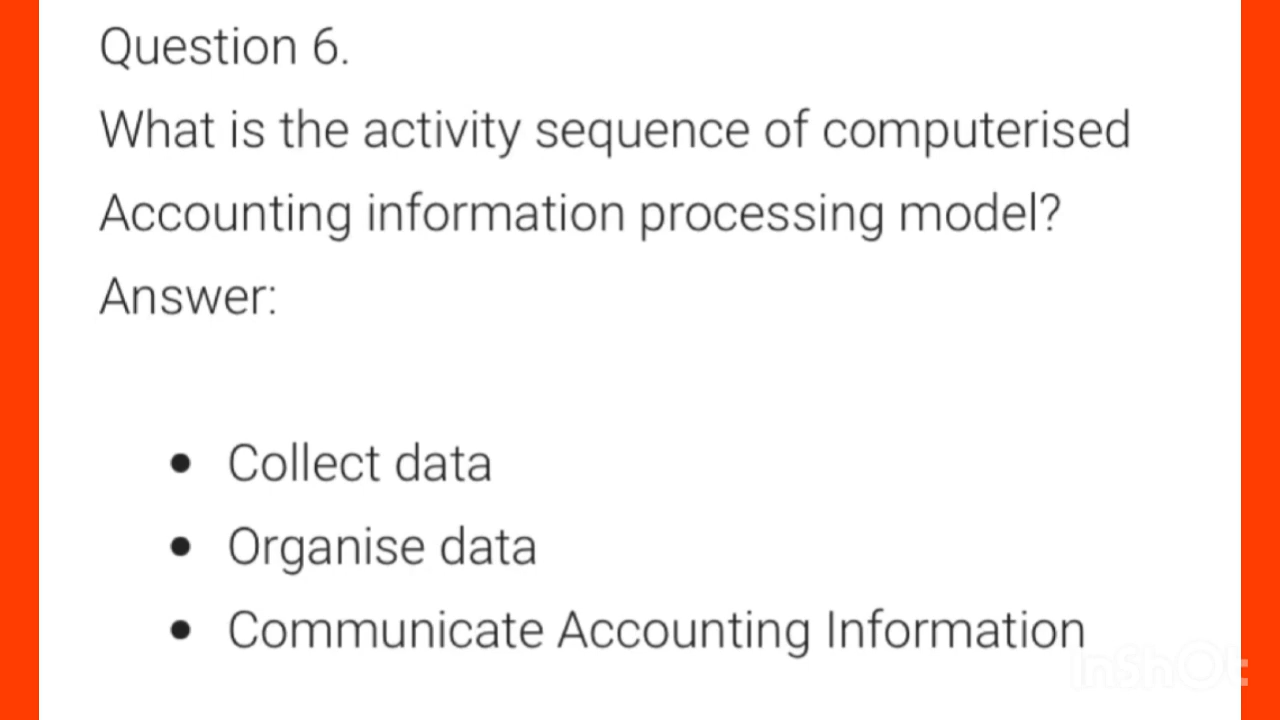 Question 6.
What is the activity sequence of computerised
Accounting information processing model?
Answer:
• Collect data
• Organise data
• Communicate Accounting Information
InShOt